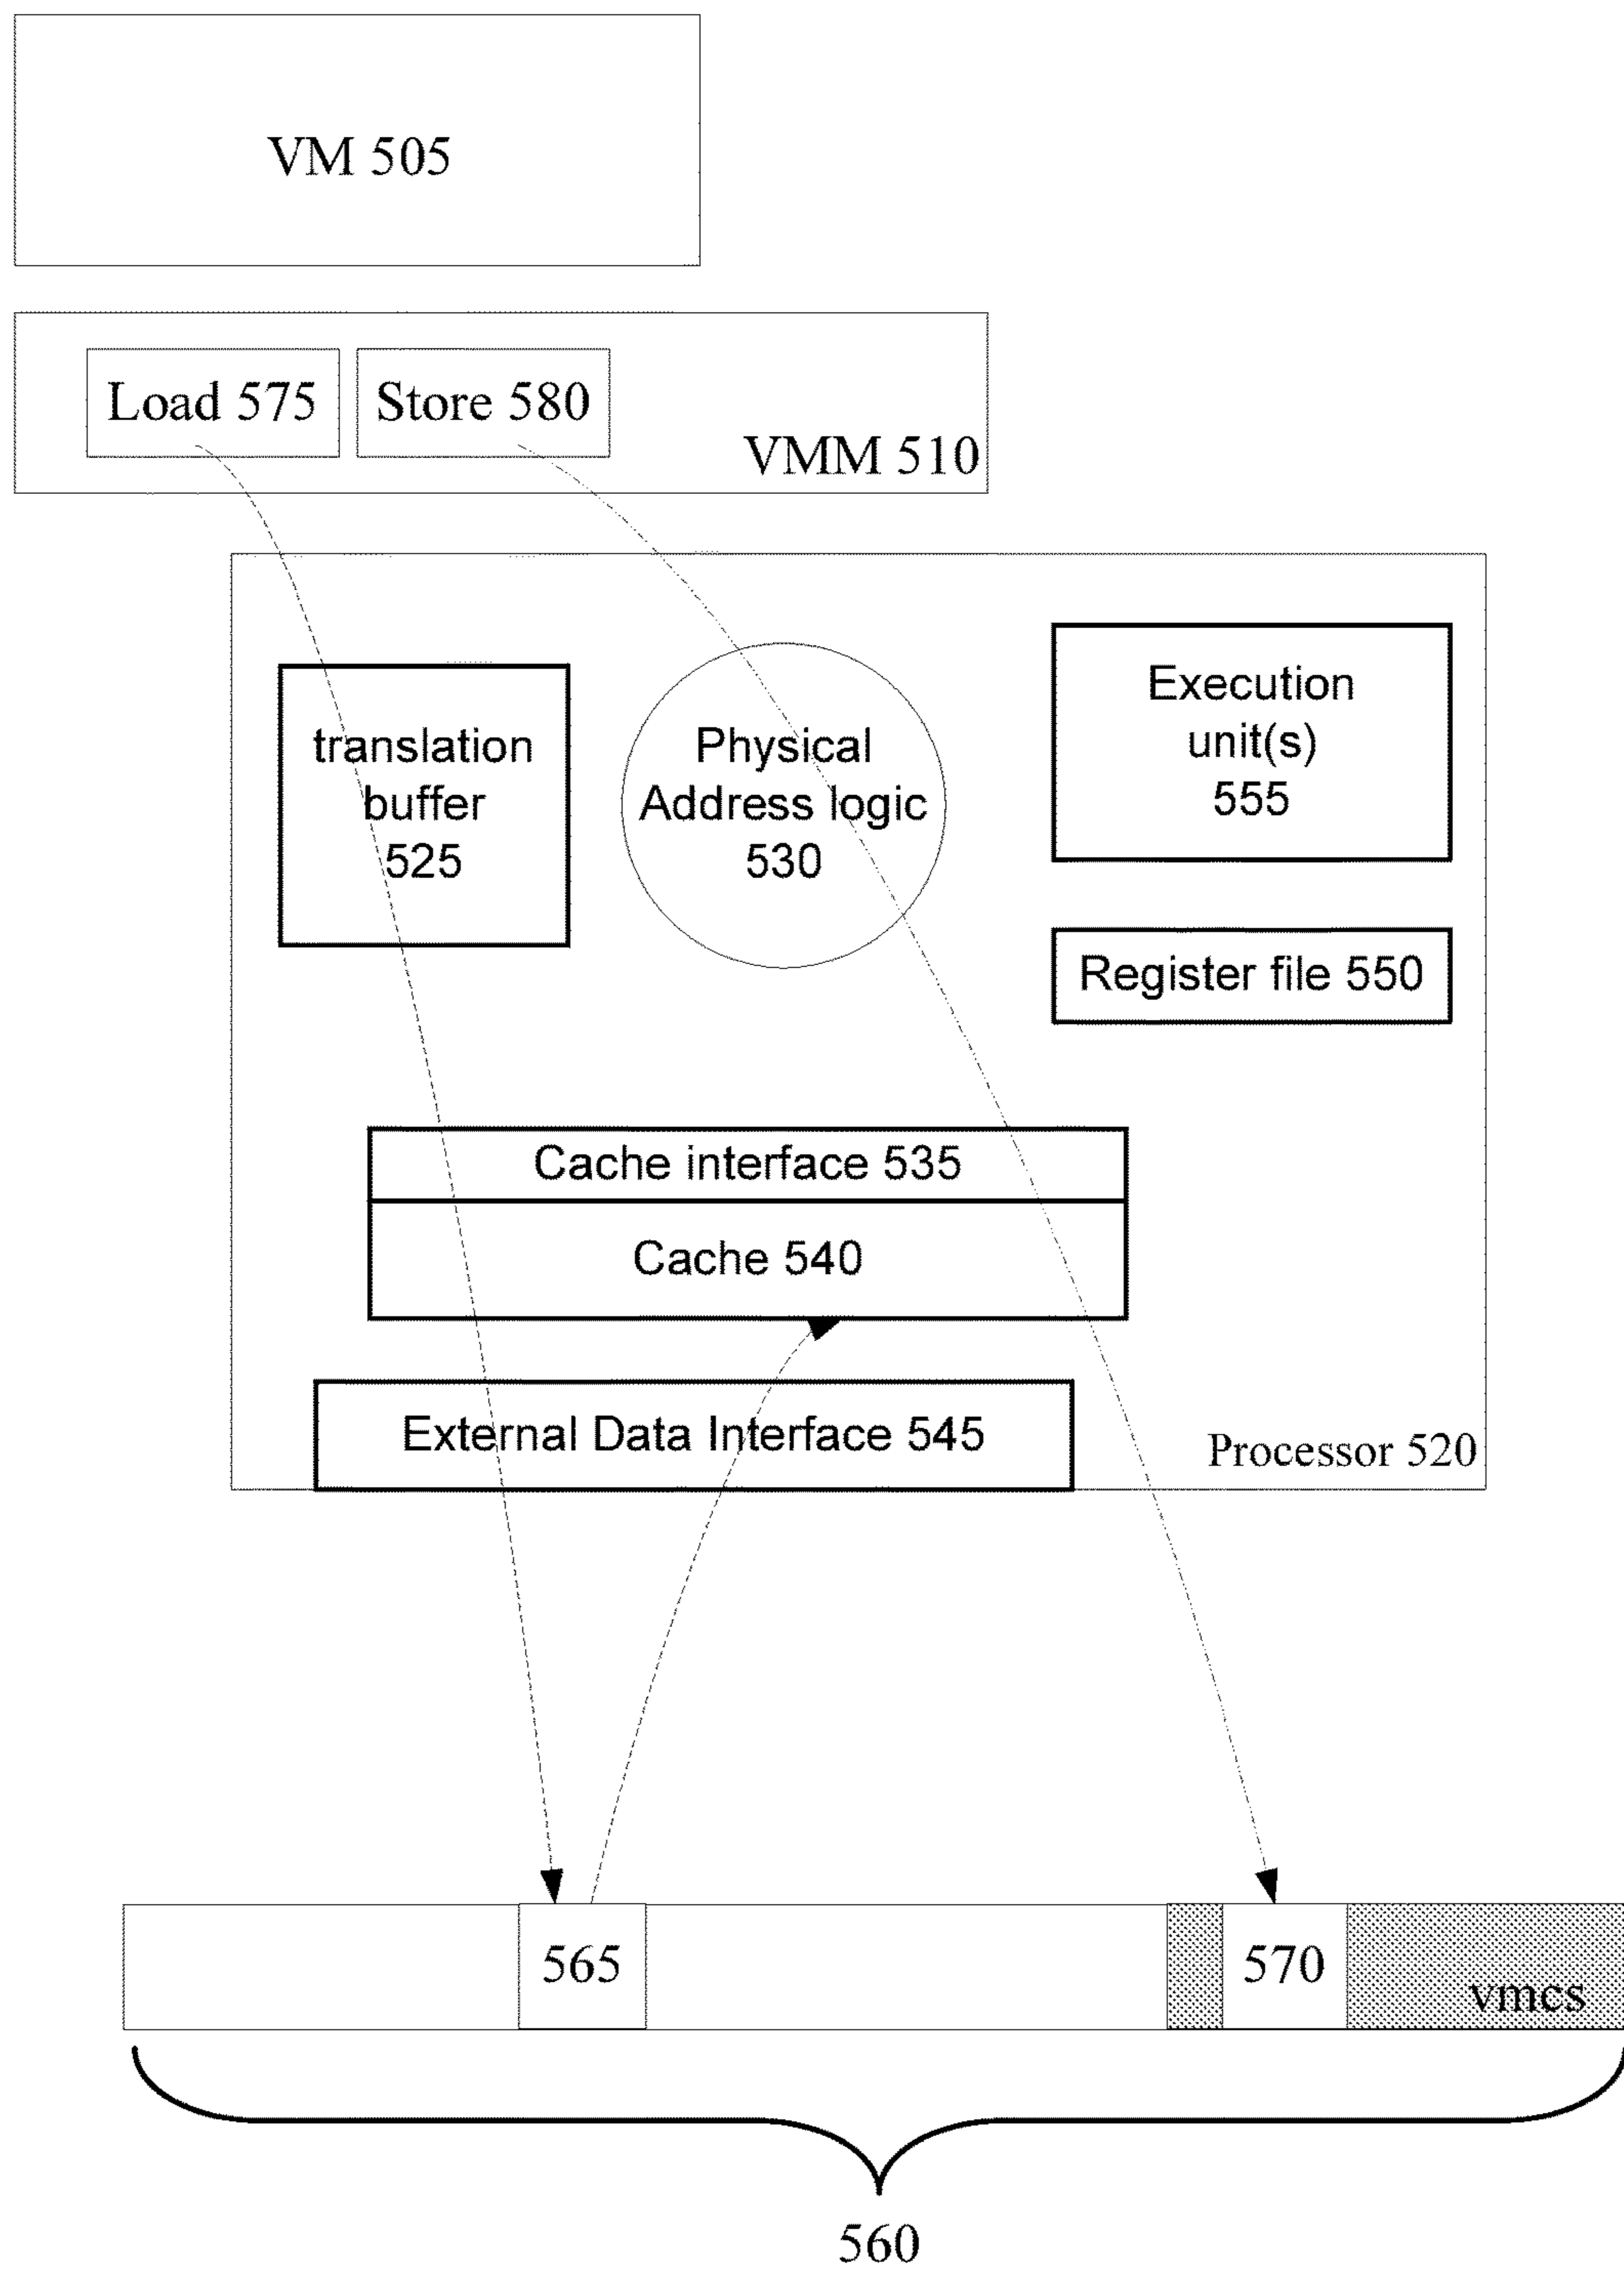 VM 505
Load 575
Store 580
VMM 510
translation
buffer
525
Physical
Address logic
530
Execution
unit(s)
555
Register file 550
Cache interface 535
Cache 540
External Data Interface 545
Processor 520
565
570
vmcs
560